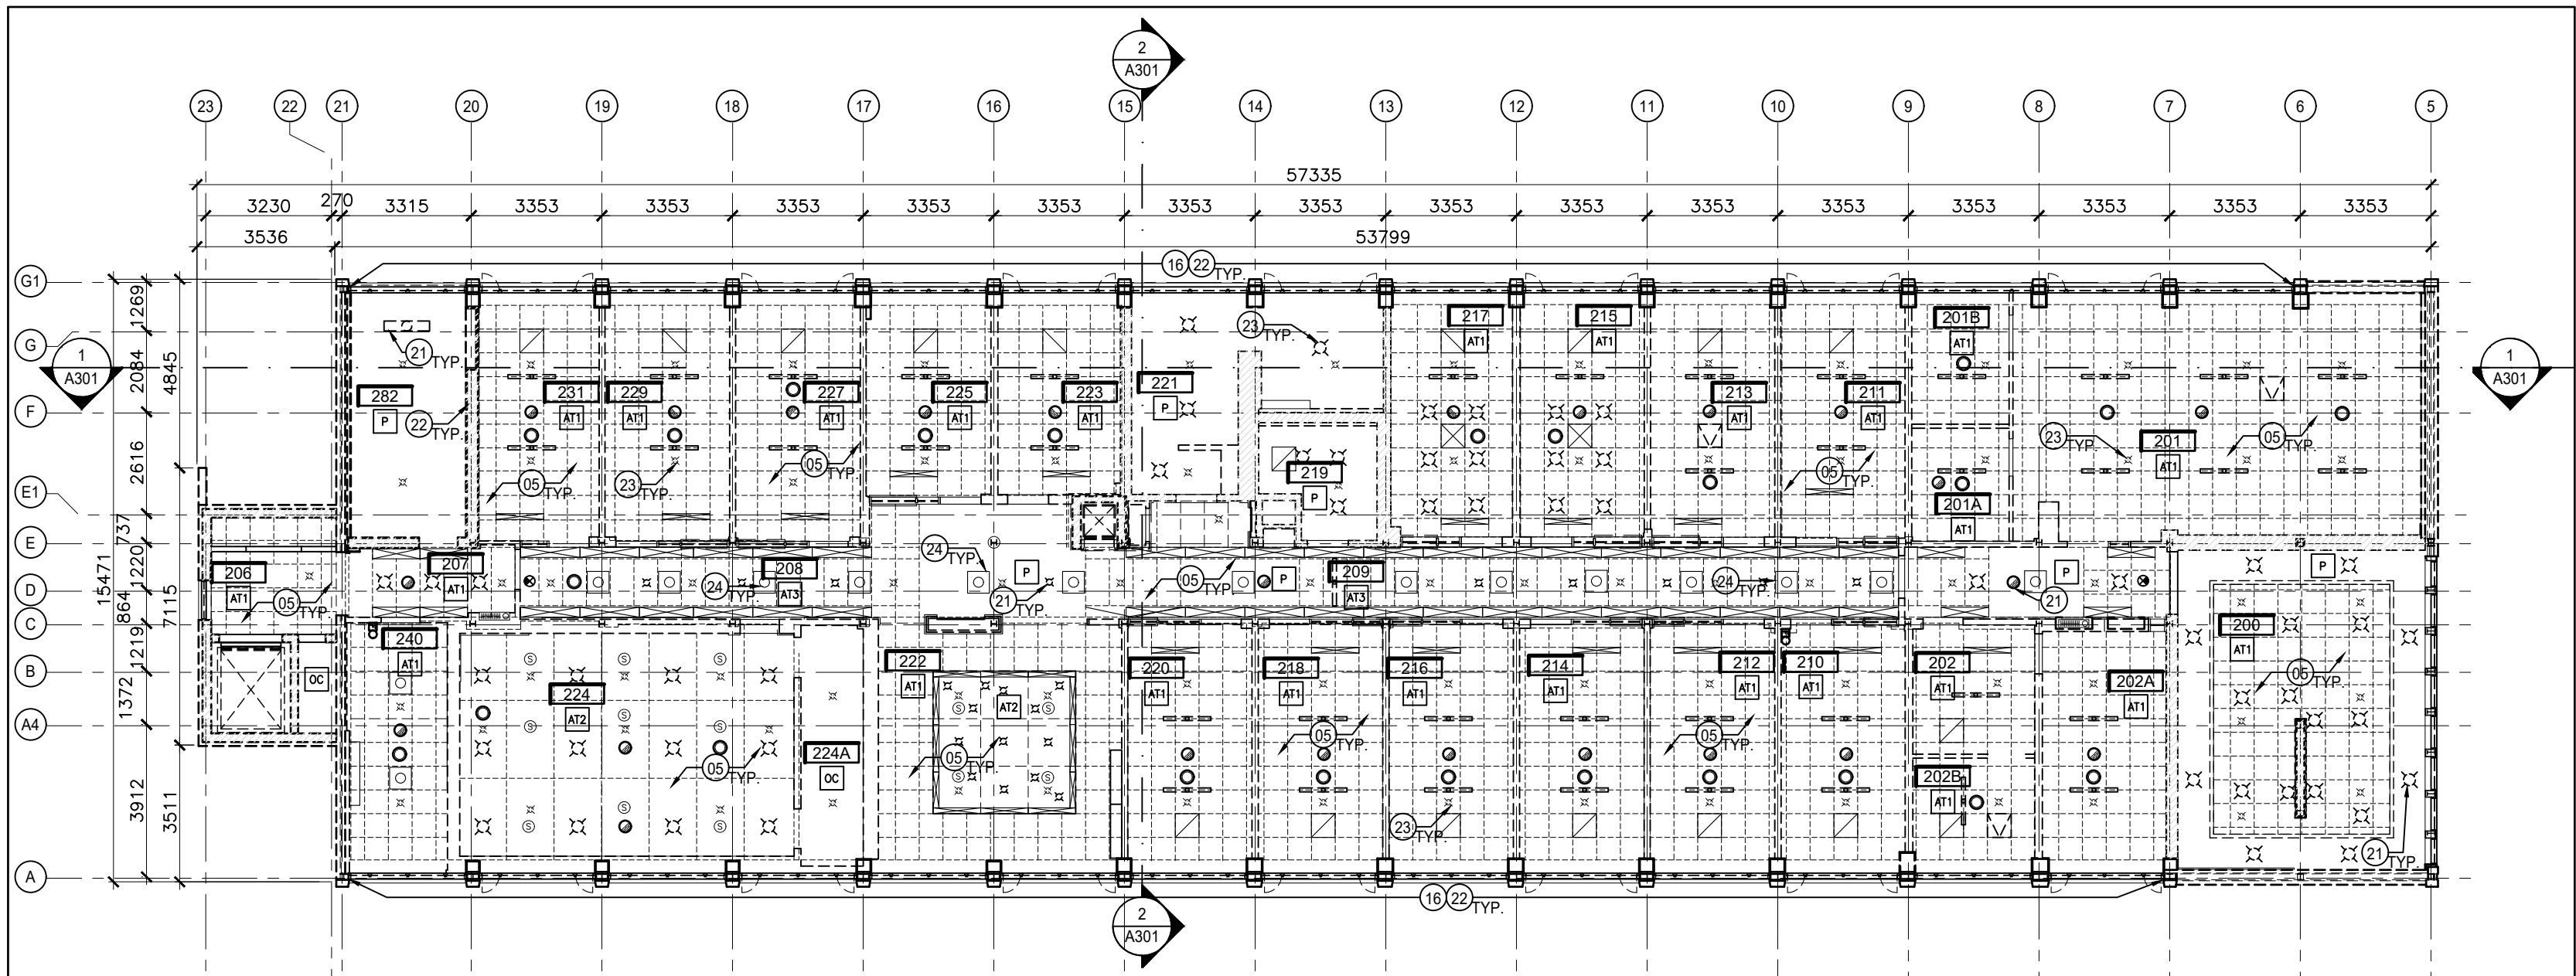 2
A301
23 22 21 20 19 18 17 16 15 14 13 12 11 10 9 8 7 6 5
57335
3230 270 3315 3353 3353 3353 3353 3353 3353 3353 3353 3353 3353 3353 3353 3353 3353 3353 3353
3536 53799
16 22 TYP.
G1
G
F
E1
E
D
C
B
A4
A
1269
2084
2616
737
1220
864
1219
1372
3912
15471
4845
7115
3511
1
A301
1
A301
21 TYP.
282
P
22 TYP.
231
AT1
05 TYP.
229
AT1
23 TYP.
227
AT1
05 TYP.
225
AT1
223
AT1
221
P
23 TYP.
219
P
217
AT1
215
AT1
213
AT1
211
AT1
05 TYP.
201B
AT1
201A
AT1
23 TYP.
201
AT1
05 TYP.
206
AT1
05 TYP.
OC
207
AT1
24 TYP.
208
AT3
24 TYP.
H
P
21 TYP.
05 TYP.
P
209
AT3
24 TYP.
21
P
P
240
AT1
224
AT2
S S S
S S S
S S
05 TYP.
224A
OC
222
AT1
AT2
S S
S S
05 TYP.
220
AT1
218
AT1
05 TYP.
216
AT1
23 TYP.
214
AT1
212
AT1
05 TYP.
210
AT1
202
AT1
202B
AT1
202A
AT1
200
AT1
05 TYP.
21 TYP.
16 22 TYP.
2
A301